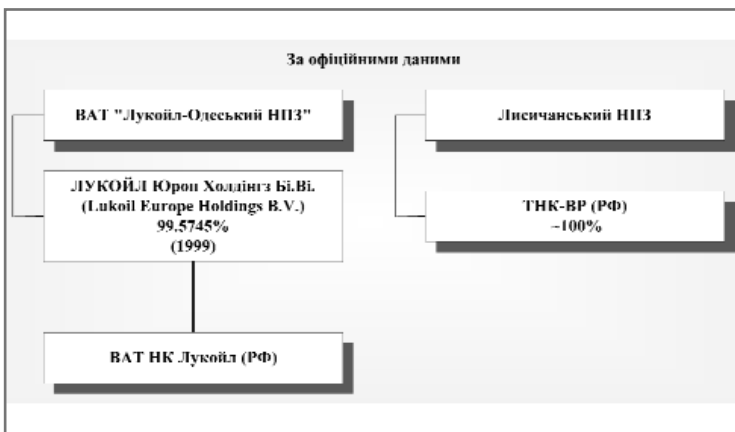 За офіційними даними
ВАТ "Лукойл-Одеський НПЗ"
Лисичанський НПЗ
ЛУКОЙЛ Юроп Холдінгз Бі.Ві.
(Lukoil Europe Holdings B.V.)
99.5745%
(1999)
ТНК-ВР (РФ)
~100%
ВАТ НК Лукойл (РФ)